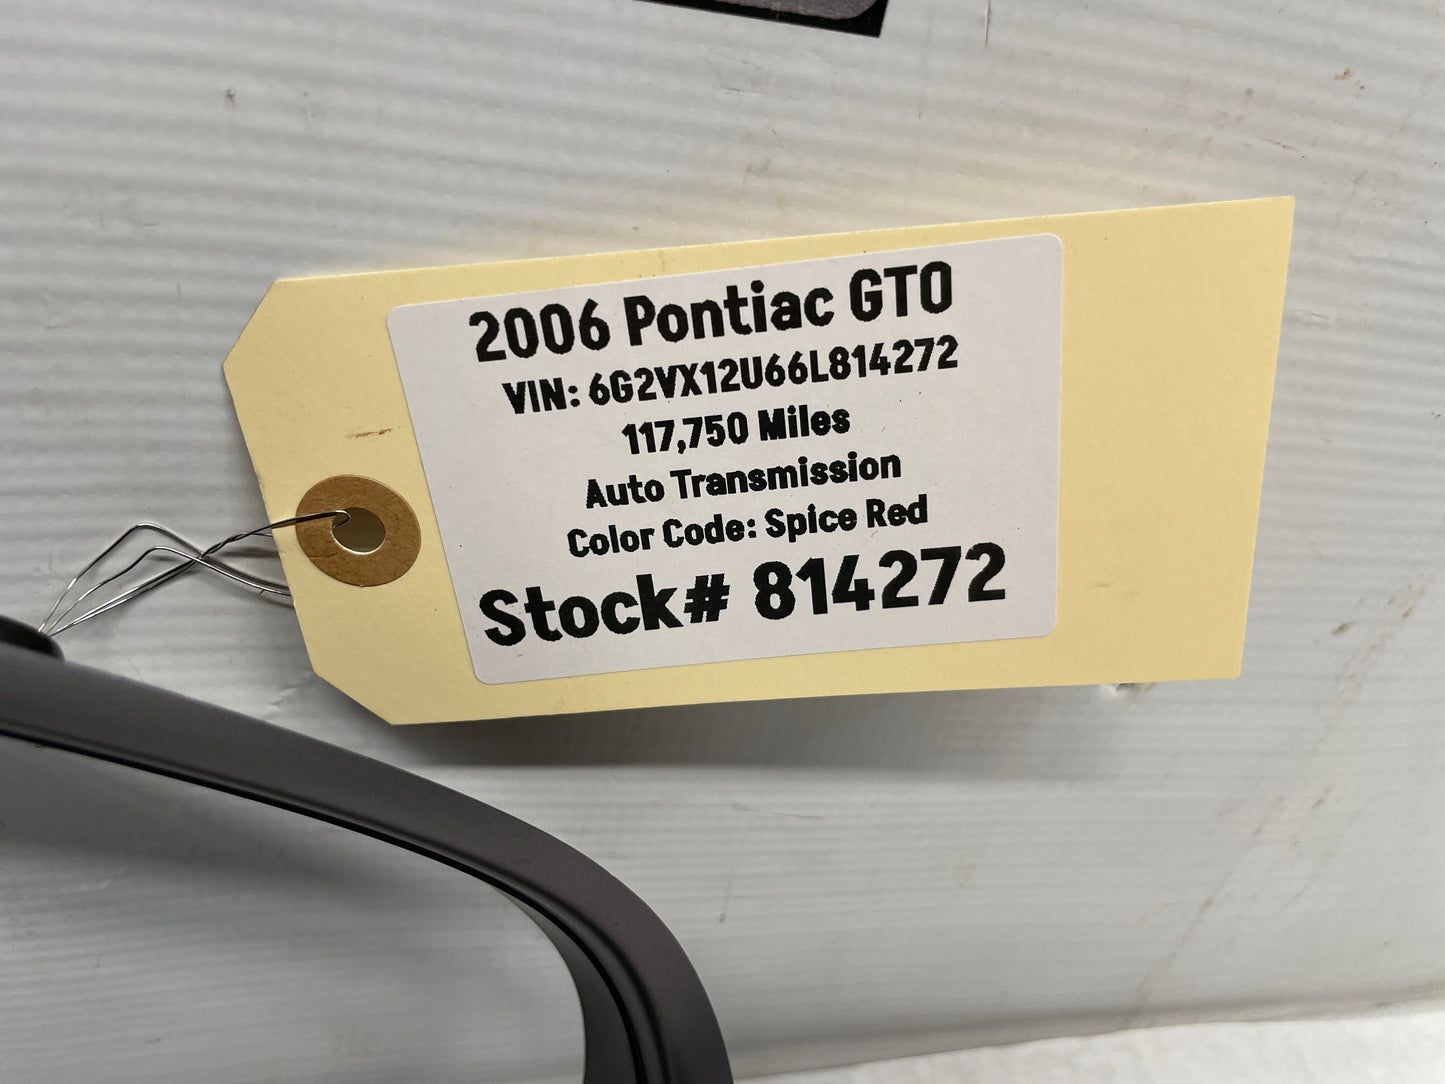 2006 Pontiac GTO
VIN: 6G2VX12U66L814272
117,750 Miles
Auto Transmission
Color Code: Spice Red
Stock# 814272